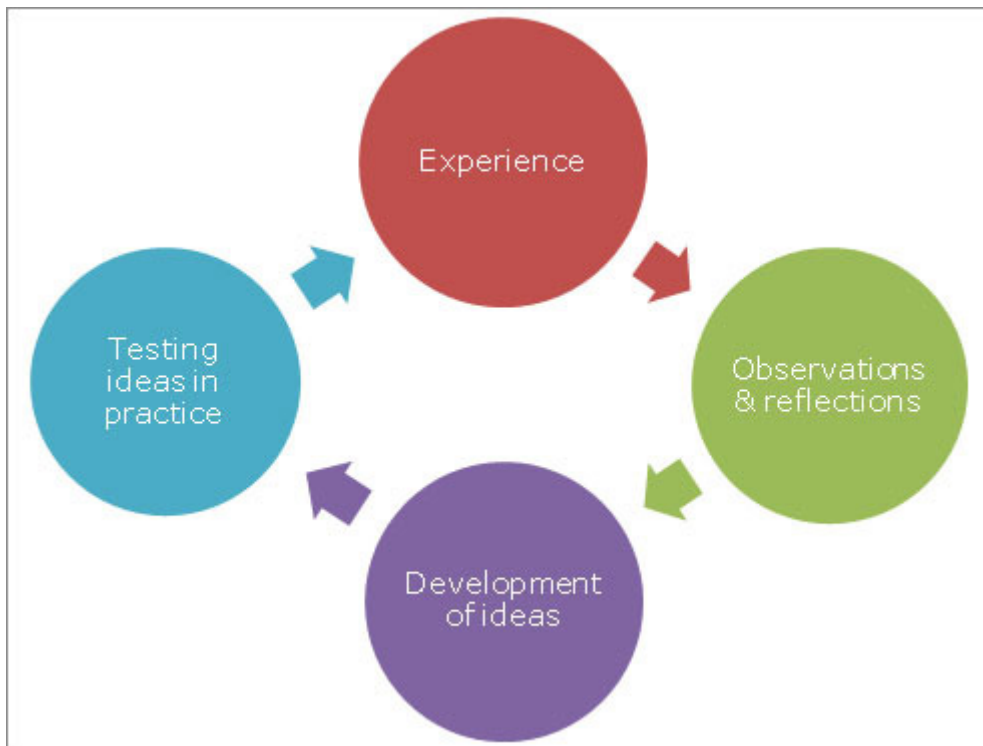 Experience
Observations
& reflections
Development
of ideas
Testing
ideas in
practice